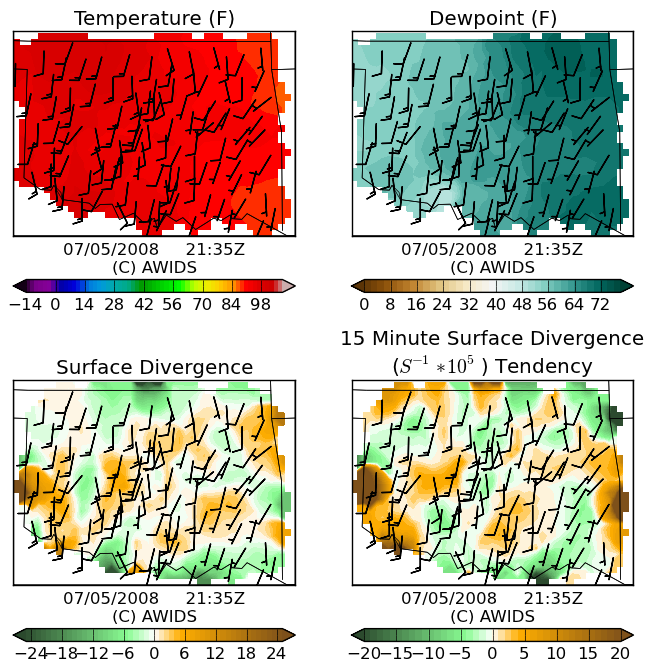 Temperature (F)
Dewpoint (F)
07/05/2008 21:35Z
(C) AWIDS
07/05/2008 21:35Z
(C) AWIDS
−14 0 14 28 42 56 70 84 98
0 8 16 24 32 40 48 56 64 72
Surface Divergence
15 Minute Surface Divergence
(S⁻¹ *10⁵ ) Tendency
07/05/2008 21:35Z
(C) AWIDS
07/05/2008 21:35Z
(C) AWIDS
−24 −18 −12 −6 0 6 12 18 24
−20 −15 −10 −5 0 5 10 15 20